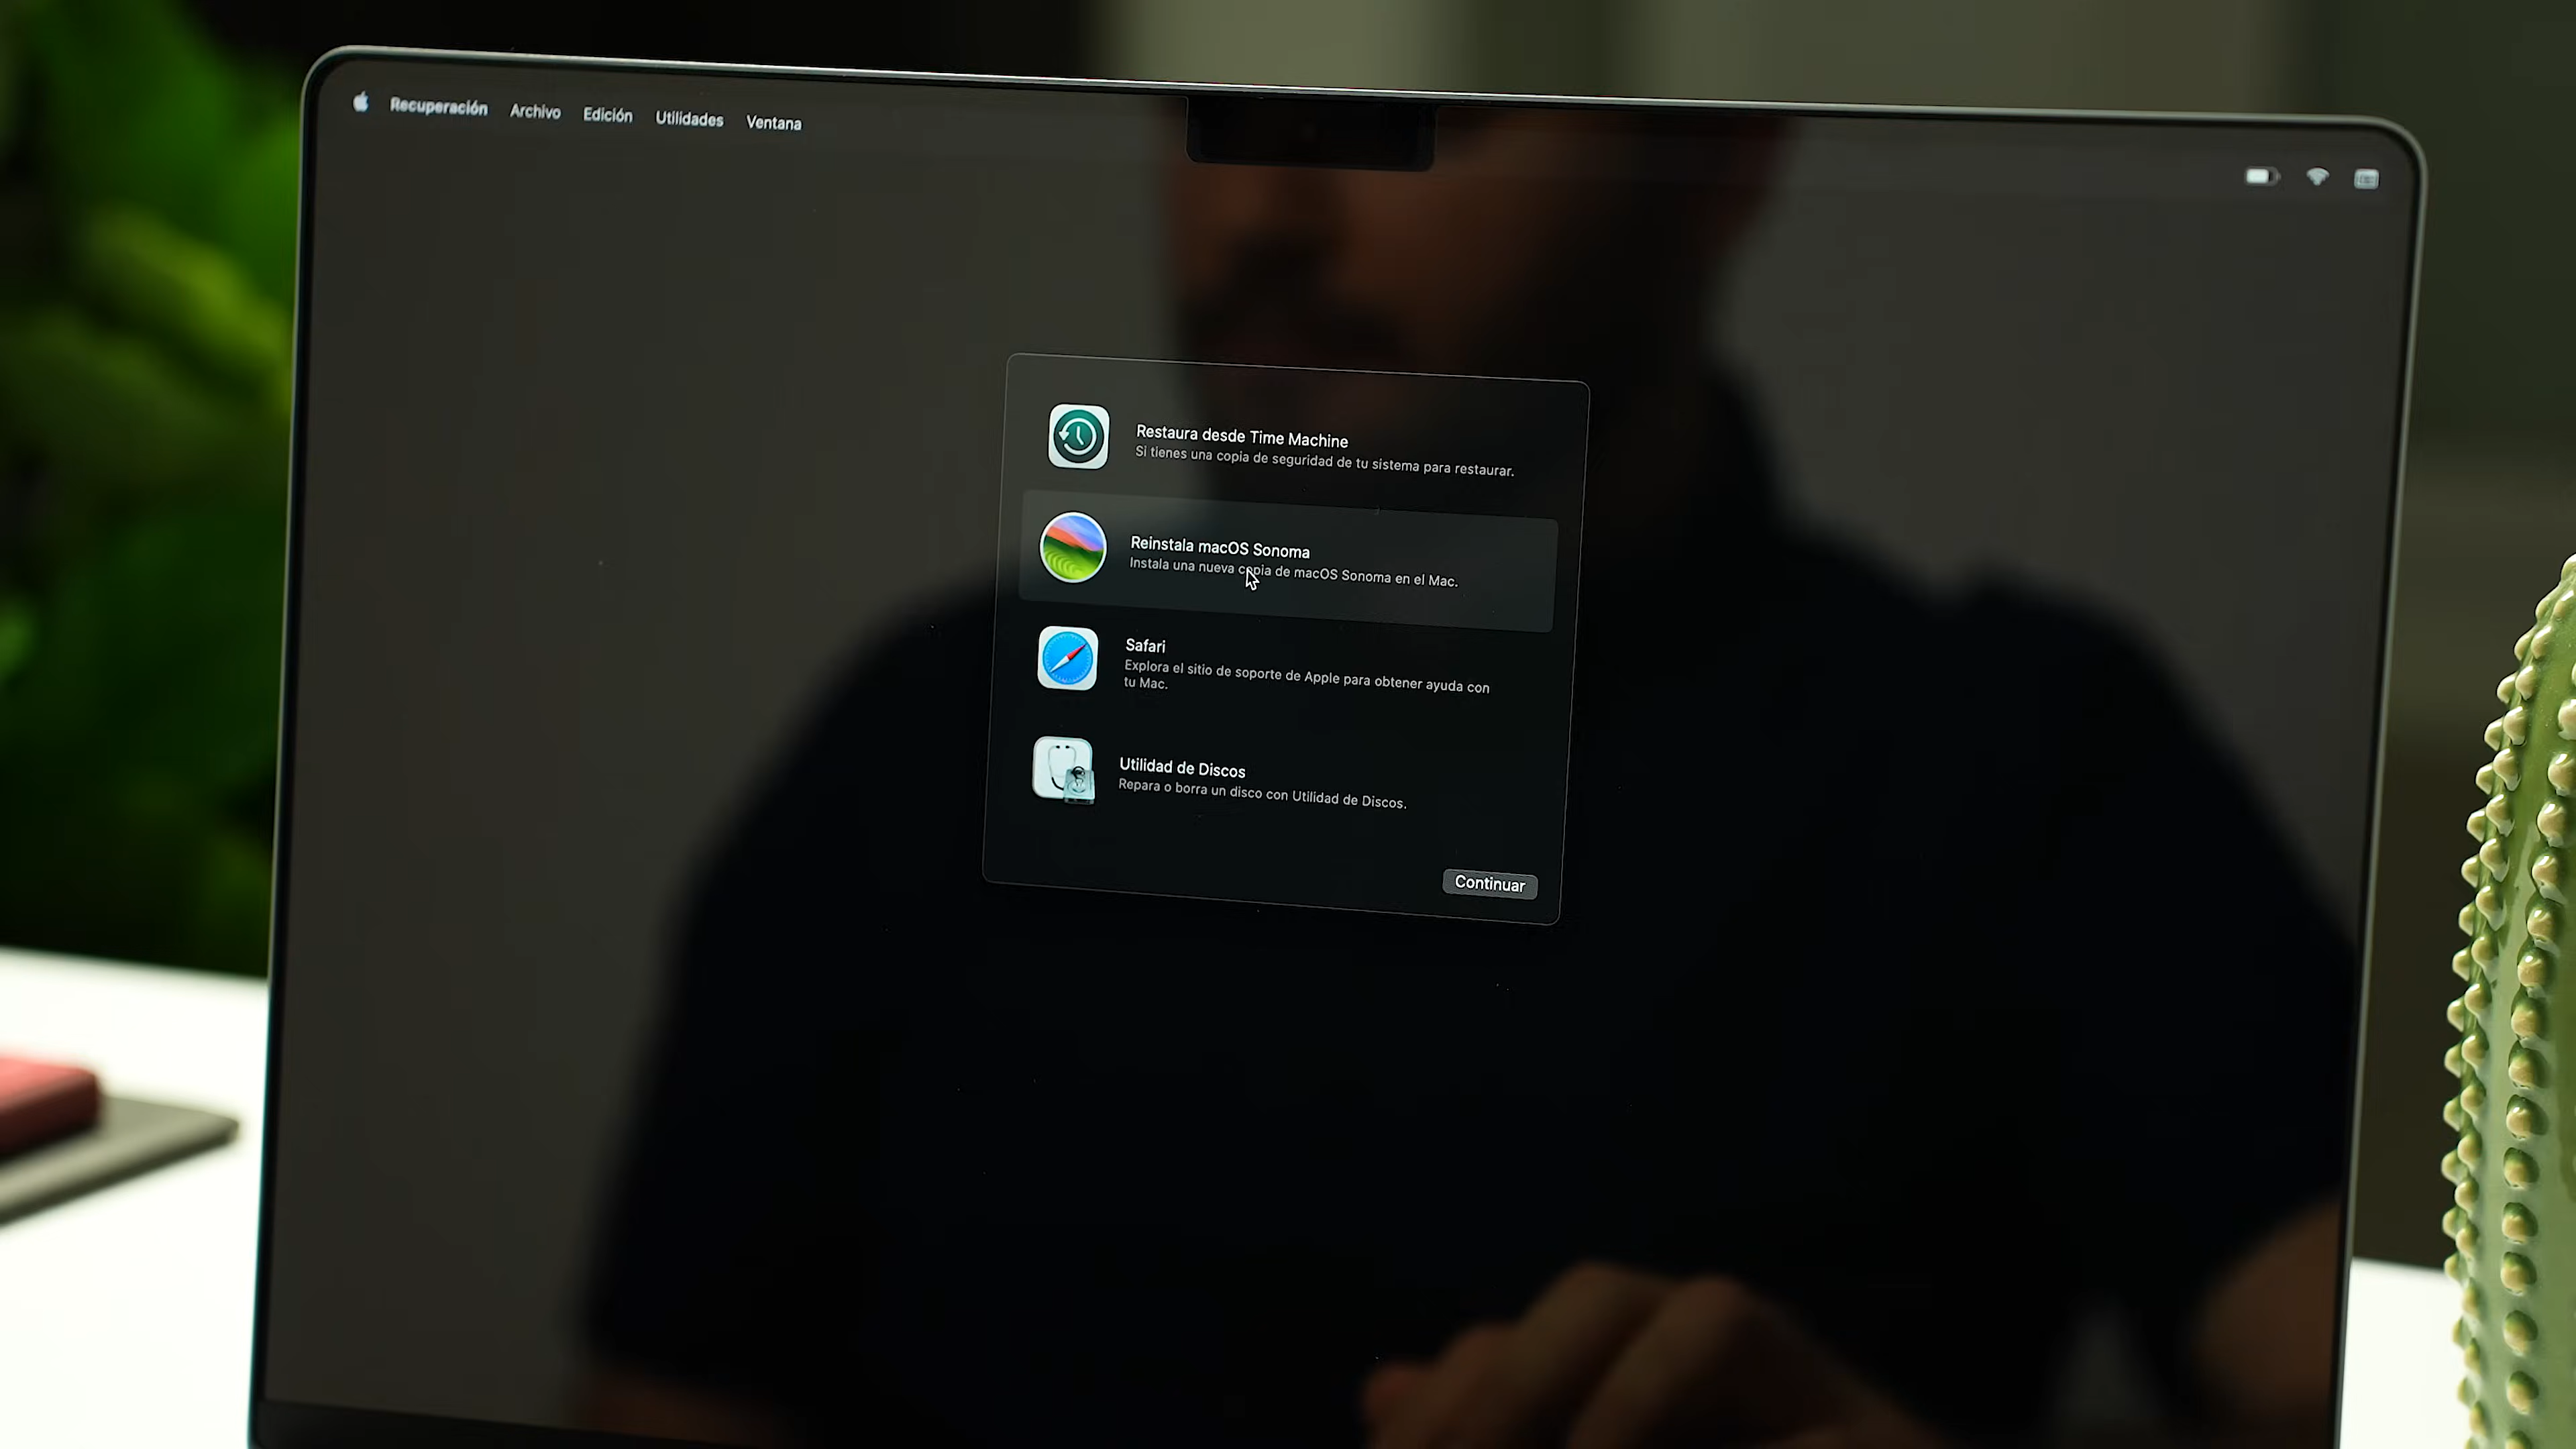 Recuperación Archivo Edición Utilidades Ventana
Restaura desde Time Machine
Si tienes una copia de seguridad de tu sistema para restaurar.
Reinstala macOS Sonoma
Instala una nueva copia de macOS Sonoma en el Mac.
Safari
Explora el sitio de soporte de Apple para obtener ayuda con
tu Mac.
Utilidad de Discos
Repara o borra un disco con Utilidad de Discos.
Continuar